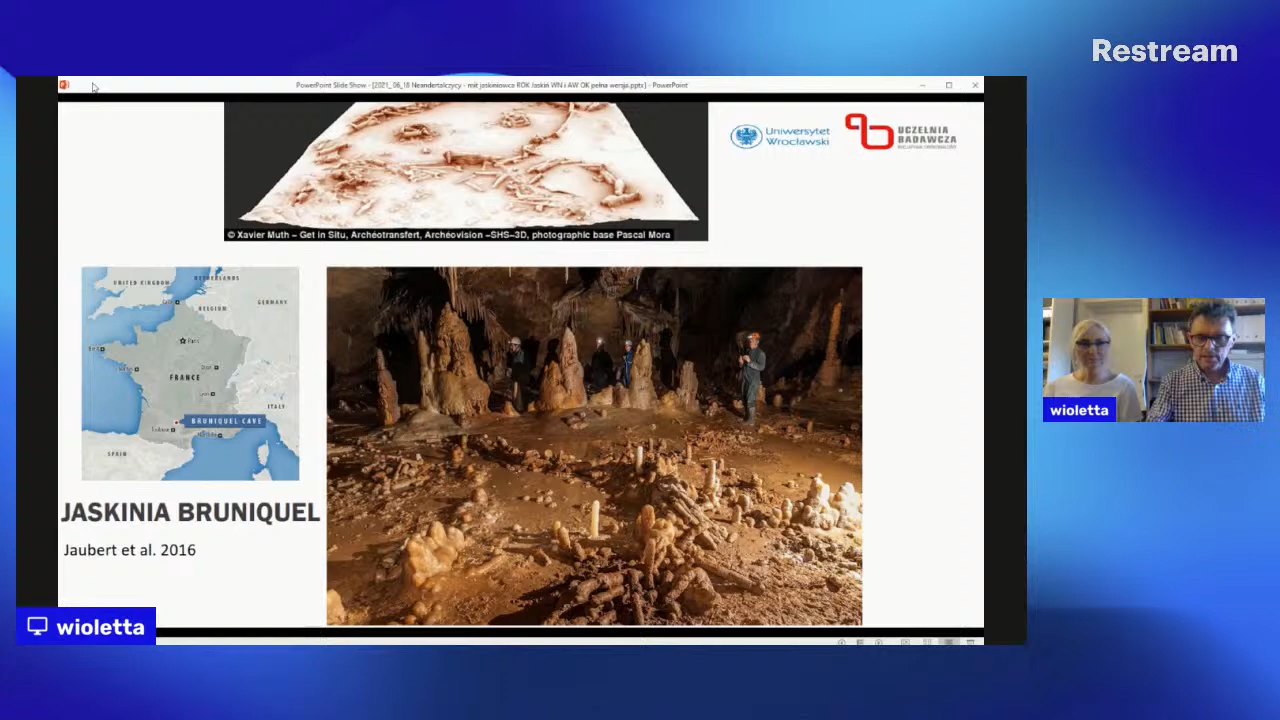 Restream
PowerPoint Slide Show - [2021_06_18 Neandertalczycy - mit jaskiniowca ROK Jaskiń WN i AW OK pełna wersja.pptx] - PowerPoint
Uniwersytet
Wrocławski
UCZELNIA
BADAWCZA
© Xavier Muth – Get in Situ, Archéotransfert, Archéovision –SHS–3D, photographic base Pascal Mora
UNITED KINGDOM
NETHERLANDS
BELGIUM
GERMANY
Paris
FRANCE
Lyon
ITALY
BRUNIQUEL CAVE
SPAIN
JASKINIA BRUNIQUEL
Jaubert et al. 2016
wioletta
wioletta